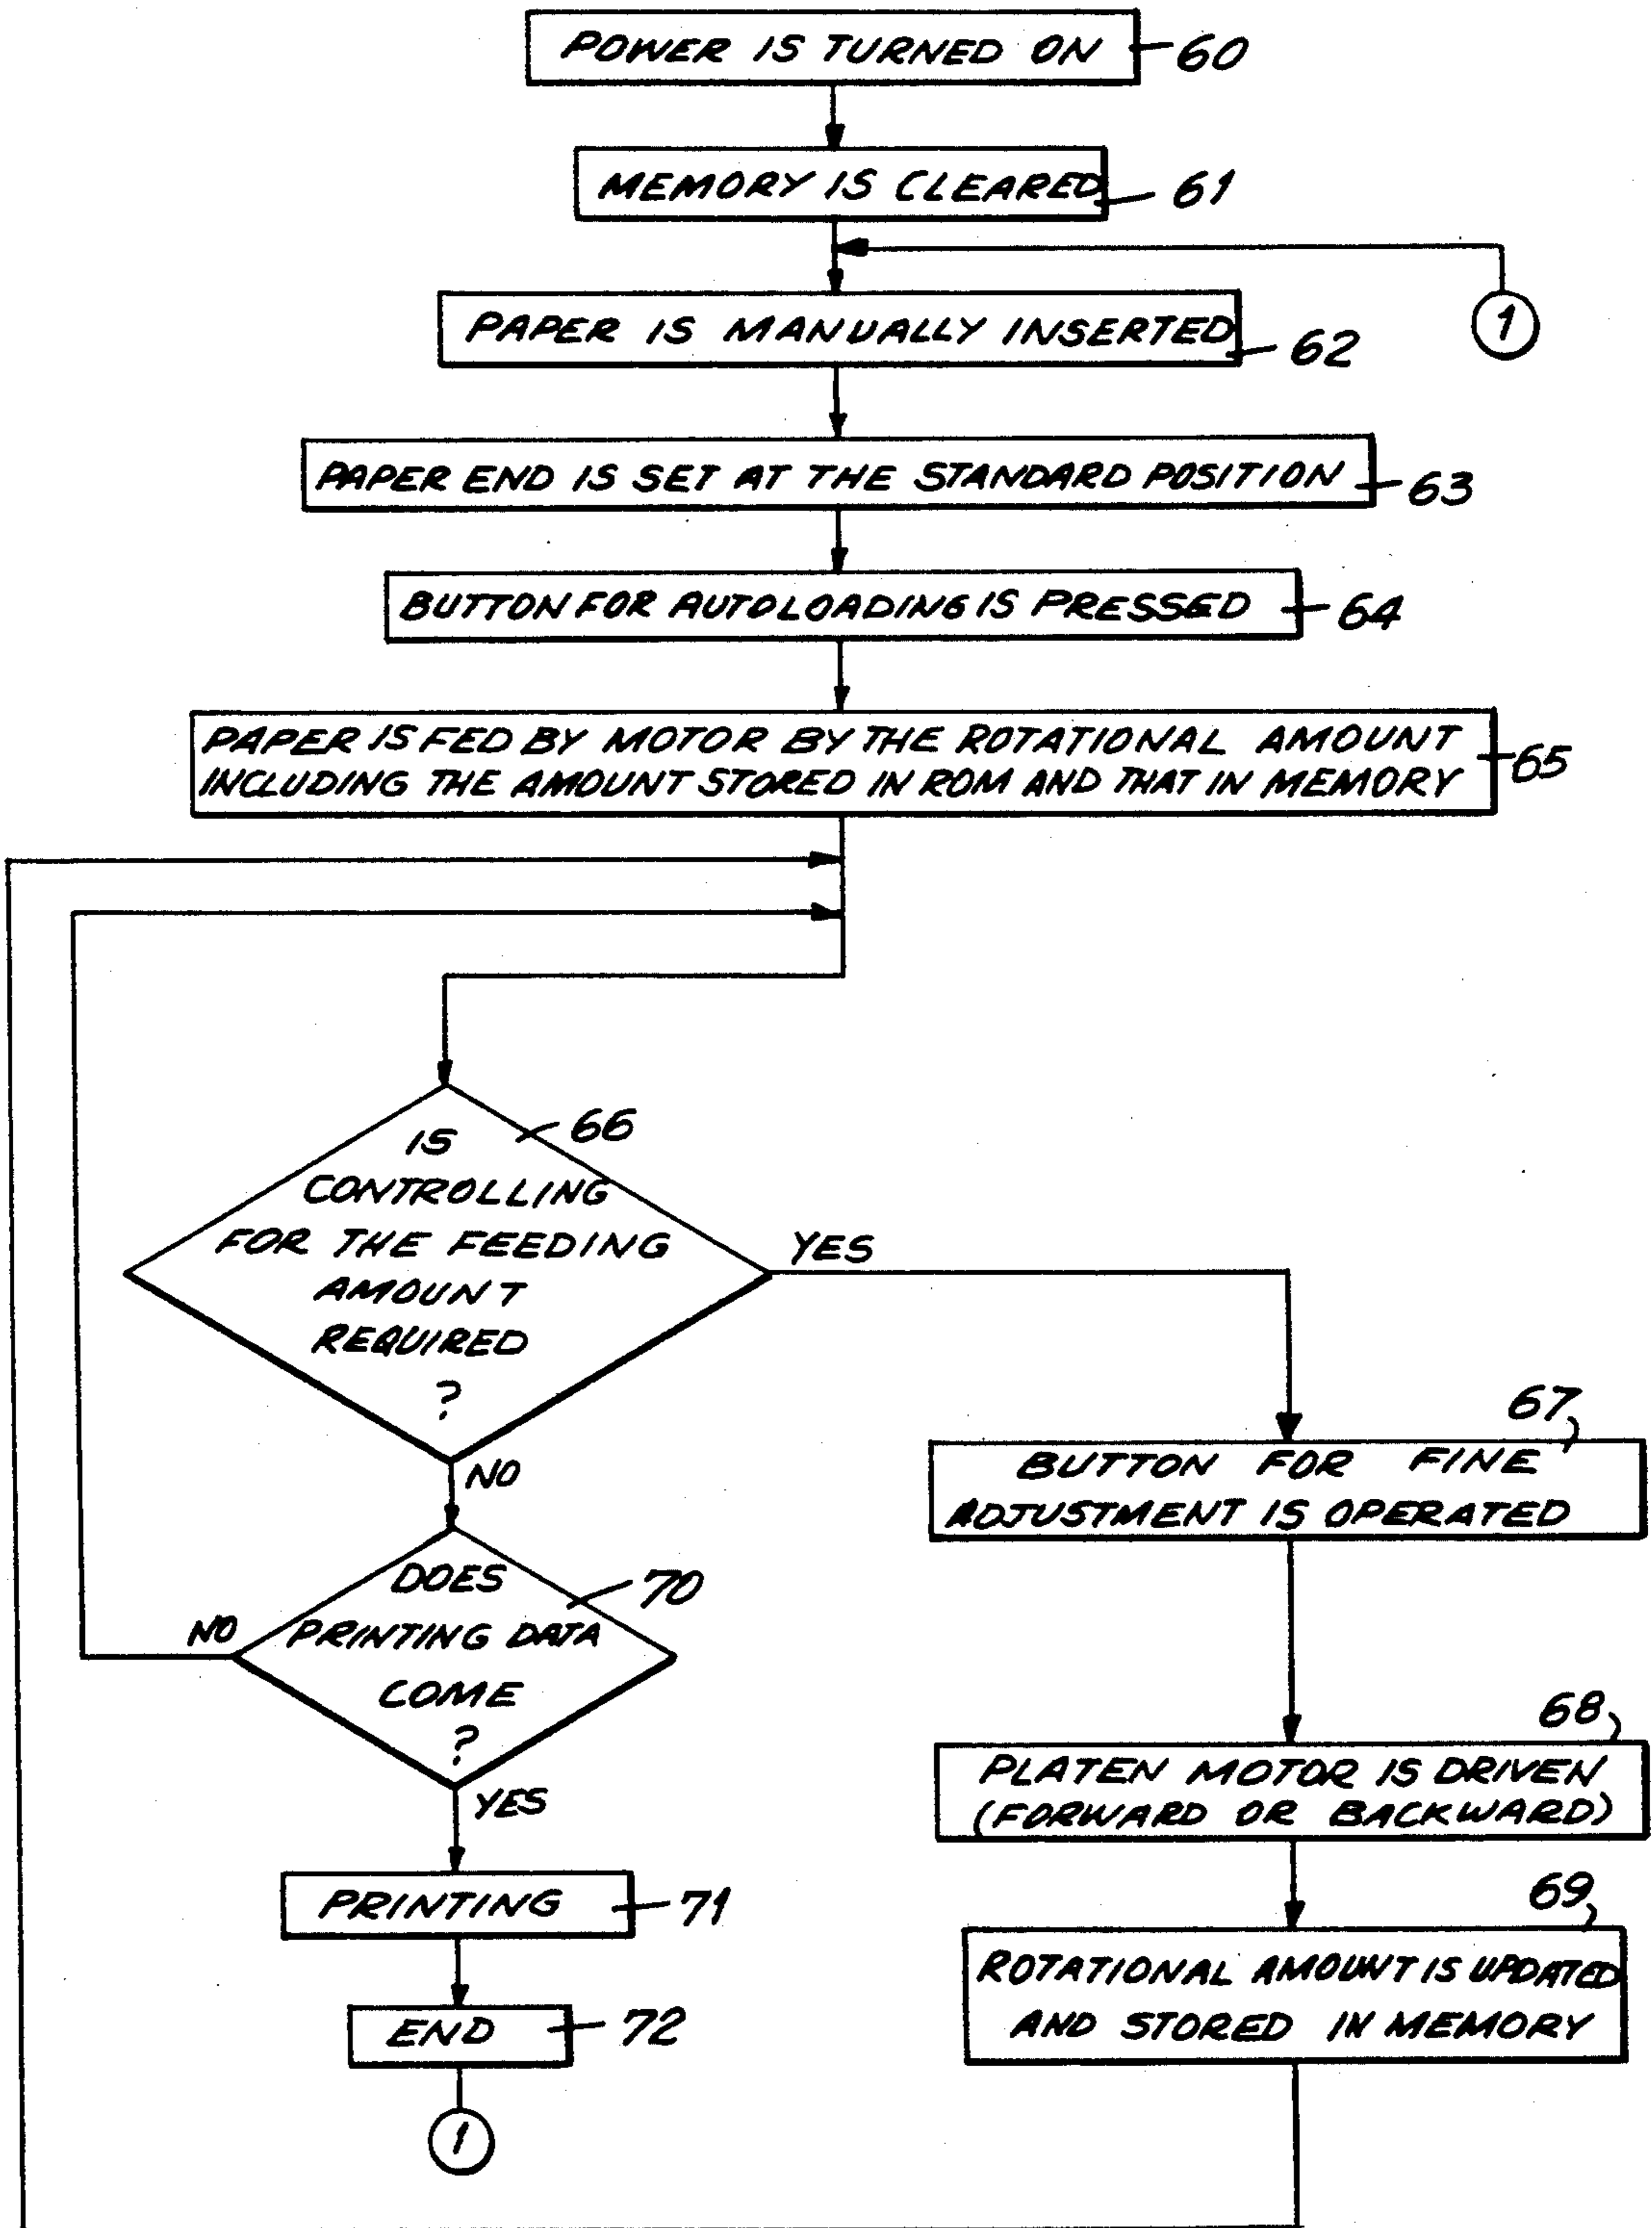 POWER IS TURNED ON 60
MEMORY IS CLEARED 61
PAPER IS MANUALLY INSERTED 62
1
PAPER END IS SET AT THE STANDARD POSITION 63
BUTTON FOR AUTOLOADING IS PRESSED 64
PAPER IS FED BY MOTOR BY THE ROTATIONAL AMOUNT
INCLUDING THE AMOUNT STORED IN ROM AND THAT IN MEMORY
65
IS
66
CONTROLLING
FOR THE FEEDING
AMOUNT
REQUIRED
?
YES
NO
67
BUTTON FOR FINE
ADJUSTMENT IS OPERATED
DOES
70
PRINTING DATA
COME
?
NO
YES
68
PLATEN MOTOR IS DRIVEN
(FORWARD OR BACKWARD)
PRINTING 71
69
ROTATIONAL AMOUNT IS UPDATED
AND STORED IN MEMORY
END 72
1